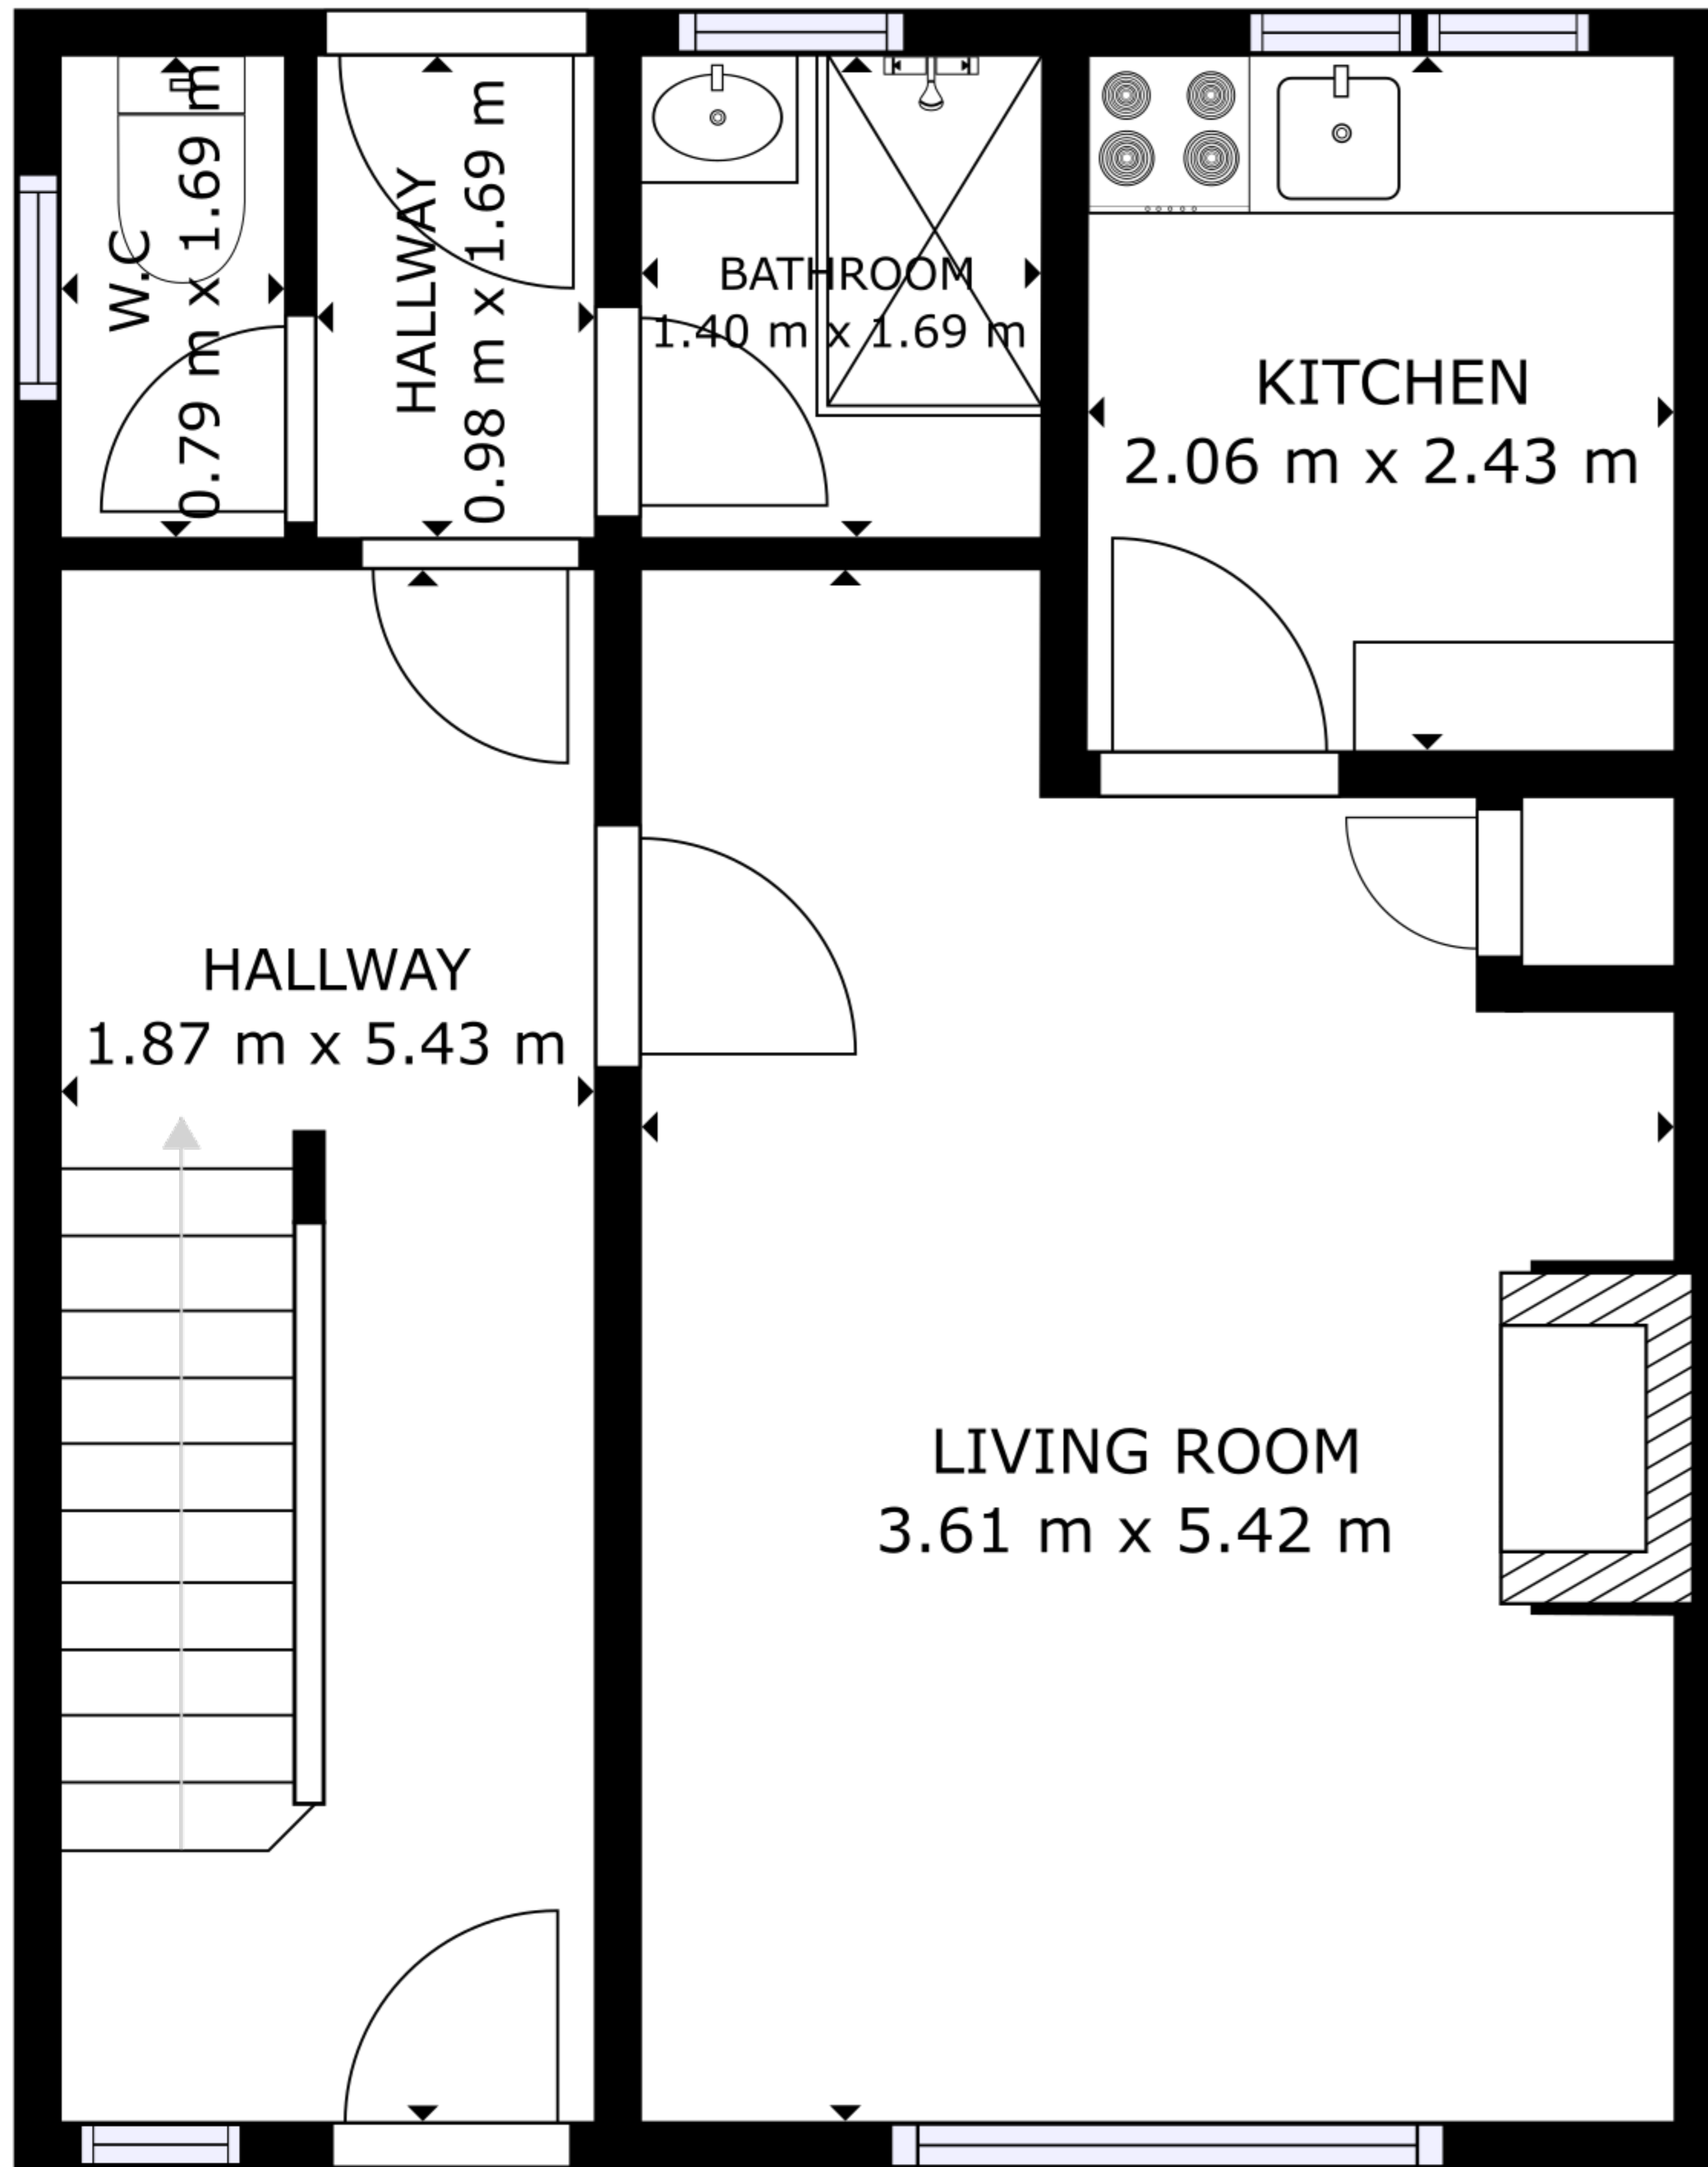 W.C
0.79 m x 1.69 m
HALLWAY
0.98 m x 1.69 m
BATHROOM
1.40 m x 1.69 m
KITCHEN
2.06 m x 2.43 m
HALLWAY
1.87 m x 5.43 m
LIVING ROOM
3.61 m x 5.42 m